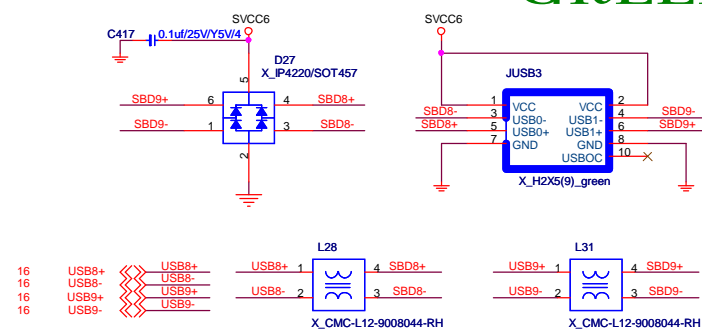 GREEN
SVCC6
SVCC6
C417 0.1uf/25V/Y5V/4
D27
X_IP4220/SOT457
JUSB3
5
SBD9+ 6 4 SBD8+
SBD9- 1 3 SBD8-
2
1 VCC VCC 2
SBD8- 3 USB0- USB1- 4 SBD9-
SBD8+ 5 USB0+ USB1+ 6 SBD9+
7 GND GND 8
USBOC 10
X_H2X5(9)_green
L28
L31
16 USB8+ USB8+
16 USB8- USB8-
16 USB9+ USB9+
16 USB9- USB9-
USB8+ 1 4 SBD8+
USB8- 2 3 SBD8-
X_CMC-L12-9008044-RH
USB9+ 1 4 SBD9+
USB9- 2 3 SBD9-
X_CMC-L12-9008044-RH